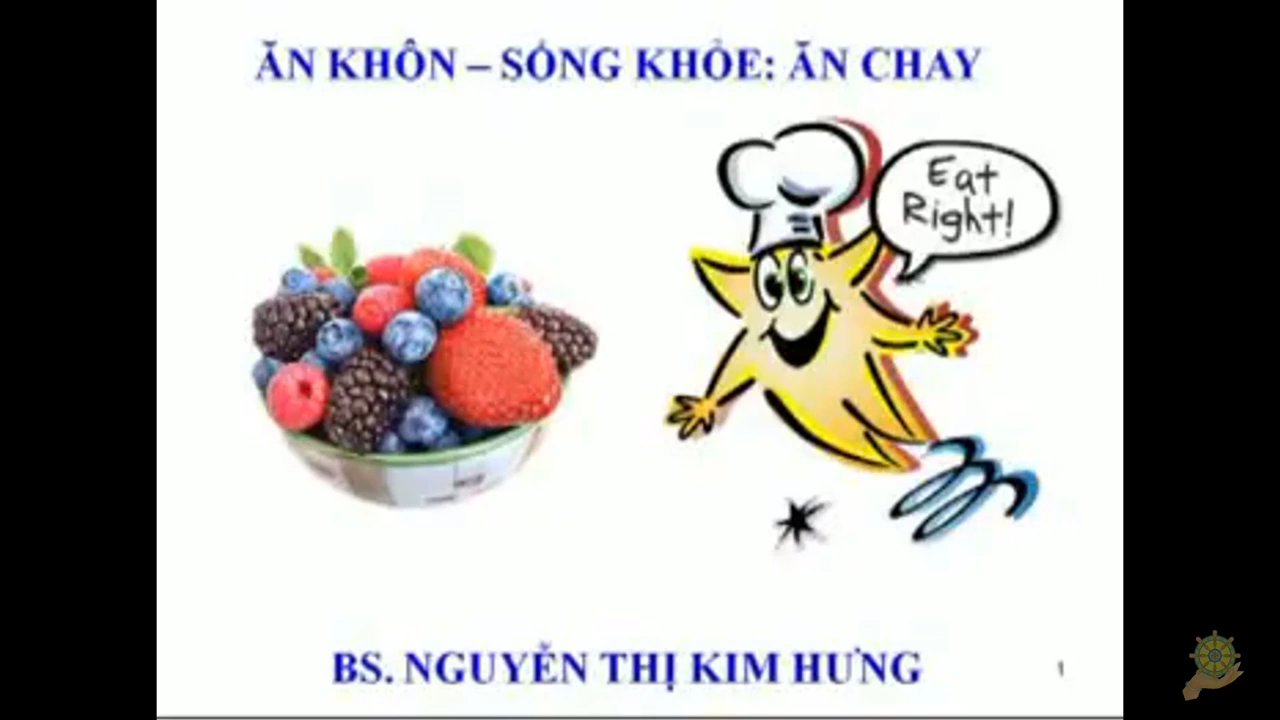 ĂN KHÔN – SỐNG KHỎE: ĂN CHAY
Eat
Right!
BS. NGUYỄN THỊ KIM HƯNG
1